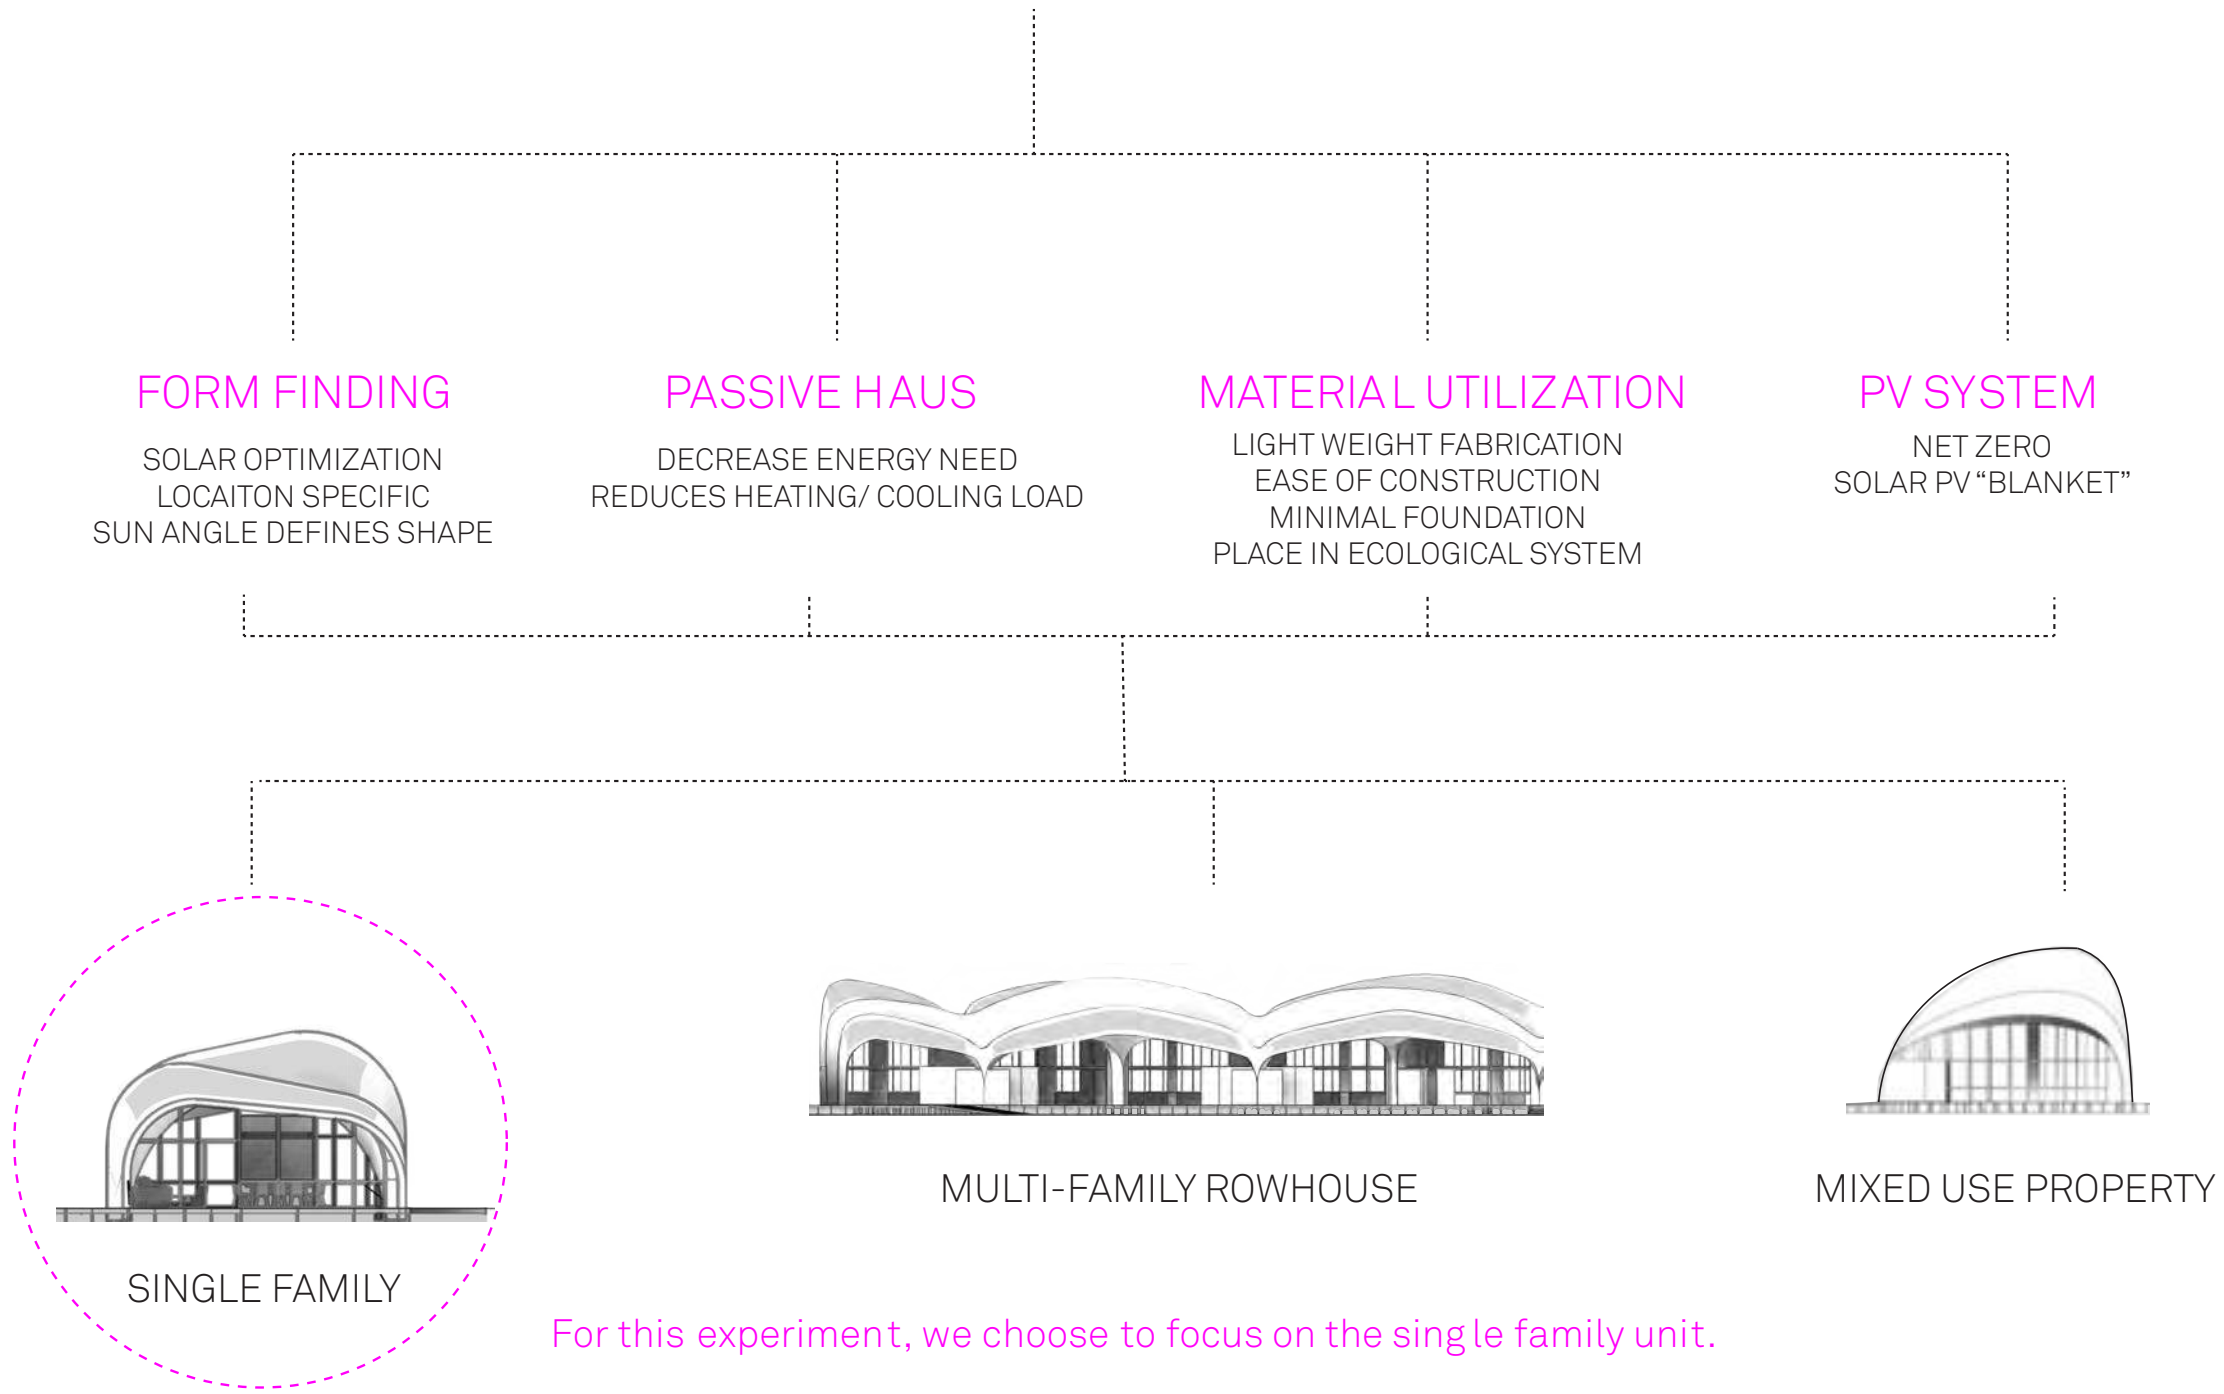 FORM FINDING
SOLAR OPTIMIZATION
LOCAITON SPECIFIC
SUN ANGLE DEFINES SHAPE
PASSIVE HAUS
DECREASE ENERGY NEED
REDUCES HEATING/ COOLING LOAD
MATERIAL UTILIZATION
LIGHT WEIGHT FABRICATION
EASE OF CONSTRUCTION
MINIMAL FOUNDATION
PLACE IN ECOLOGICAL SYSTEM
PV SYSTEM
NET ZERO
SOLAR PV “BLANKET”
SINGLE FAMILY
MULTI-FAMILY ROWHOUSE
MIXED USE PROPERTY
For this experiment, we choose to focus on the single family unit.